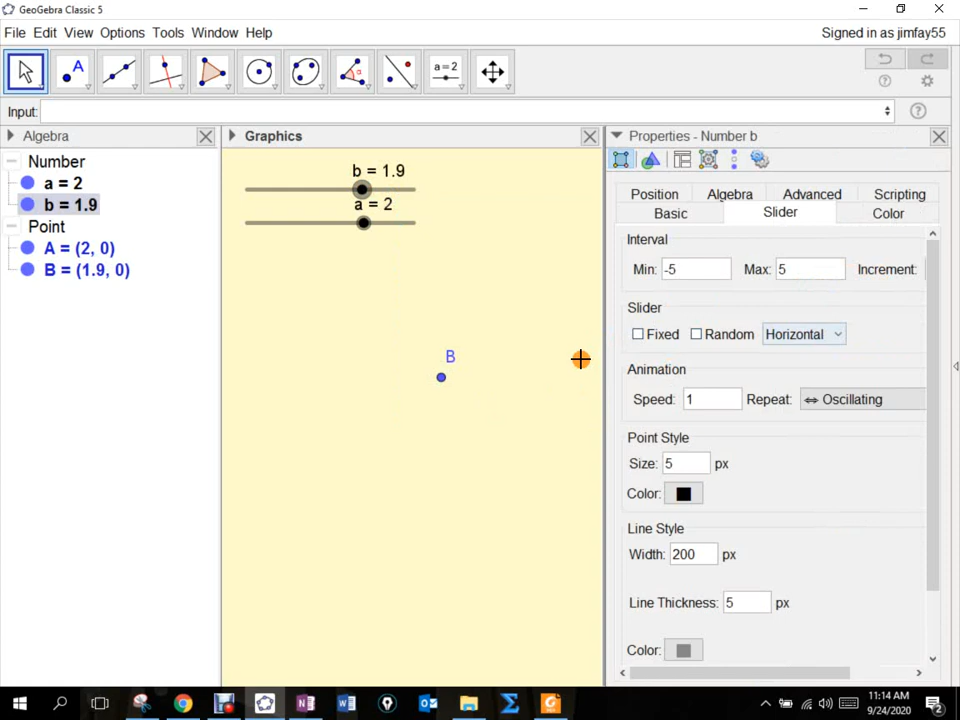 GeoGebra Classic 5
File Edit View Options Tools Window Help
Signed in as jimfay55
A
a = 2
Input:
Algebra
Graphics
Properties - Number b
Number
a = 2
b = 1.9
Point
A = (2, 0)
B = (1.9, 0)
b = 1.9
a = 2
B
Position Algebra Advanced Scripting
Basic Slider Color
Interval
Min: -5 Max: 5 Increment:
Slider
Fixed Random Horizontal
Animation
Speed: 1 Repeat: ⇔ Oscillating
Point Style
Size: 5 px
Color:
Line Style
Width: 200 px
Line Thickness: 5 px
Color:
11:14 AM
9/24/2020
2